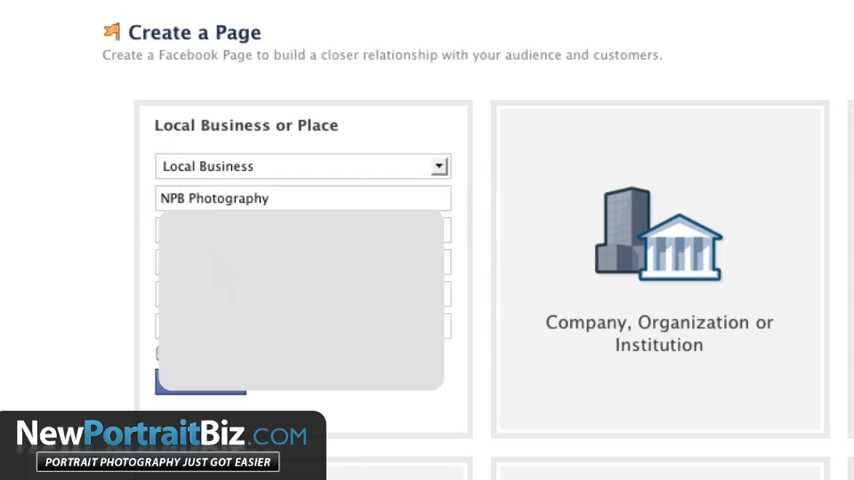 Create a Page
Create a Facebook Page to build a closer relationship with your audience and customers.
Local Business or Place
Local Business
NPB Photography
Company, Organization or
Institution
NewPortraitBiz.COM
PORTRAIT PHOTOGRAPHY JUST GOT EASIER